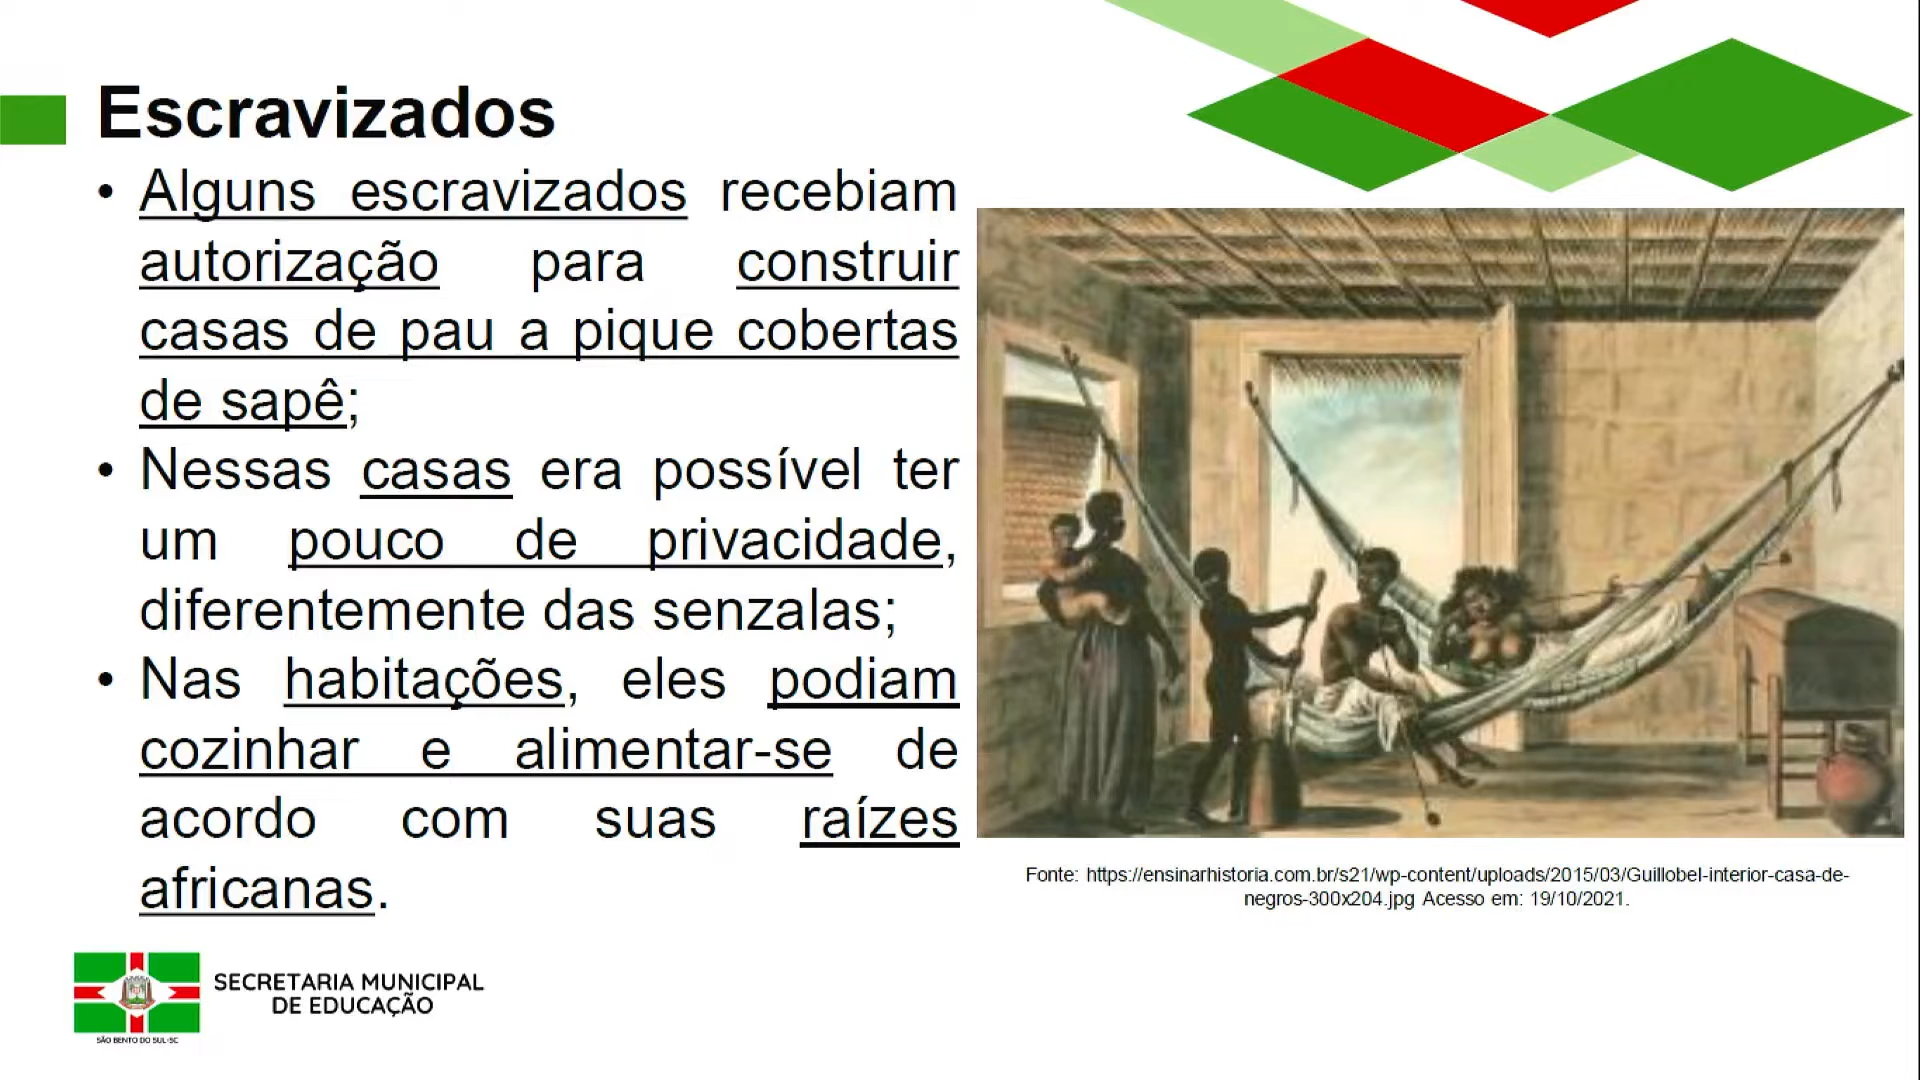 Escravizados
• Alguns escravizados recebiam
autorização para construir
casas de pau a pique cobertas
de sapê;
• Nessas casas era possível ter
um pouco de privacidade,
diferentemente das senzalas;
• Nas habitações, eles podiam
cozinhar e alimentar-se de
acordo com suas raízes
africanas.
Fonte: https://ensinarhistoria.com.br/s21/wp-content/uploads/2015/03/Guillobel-interior-casa-de-
negros-300x204.jpg Acesso em: 19/10/2021.
SECRETARIA MUNICIPAL
DE EDUCAÇÃO
SÃO BENTO DO SUL-SC